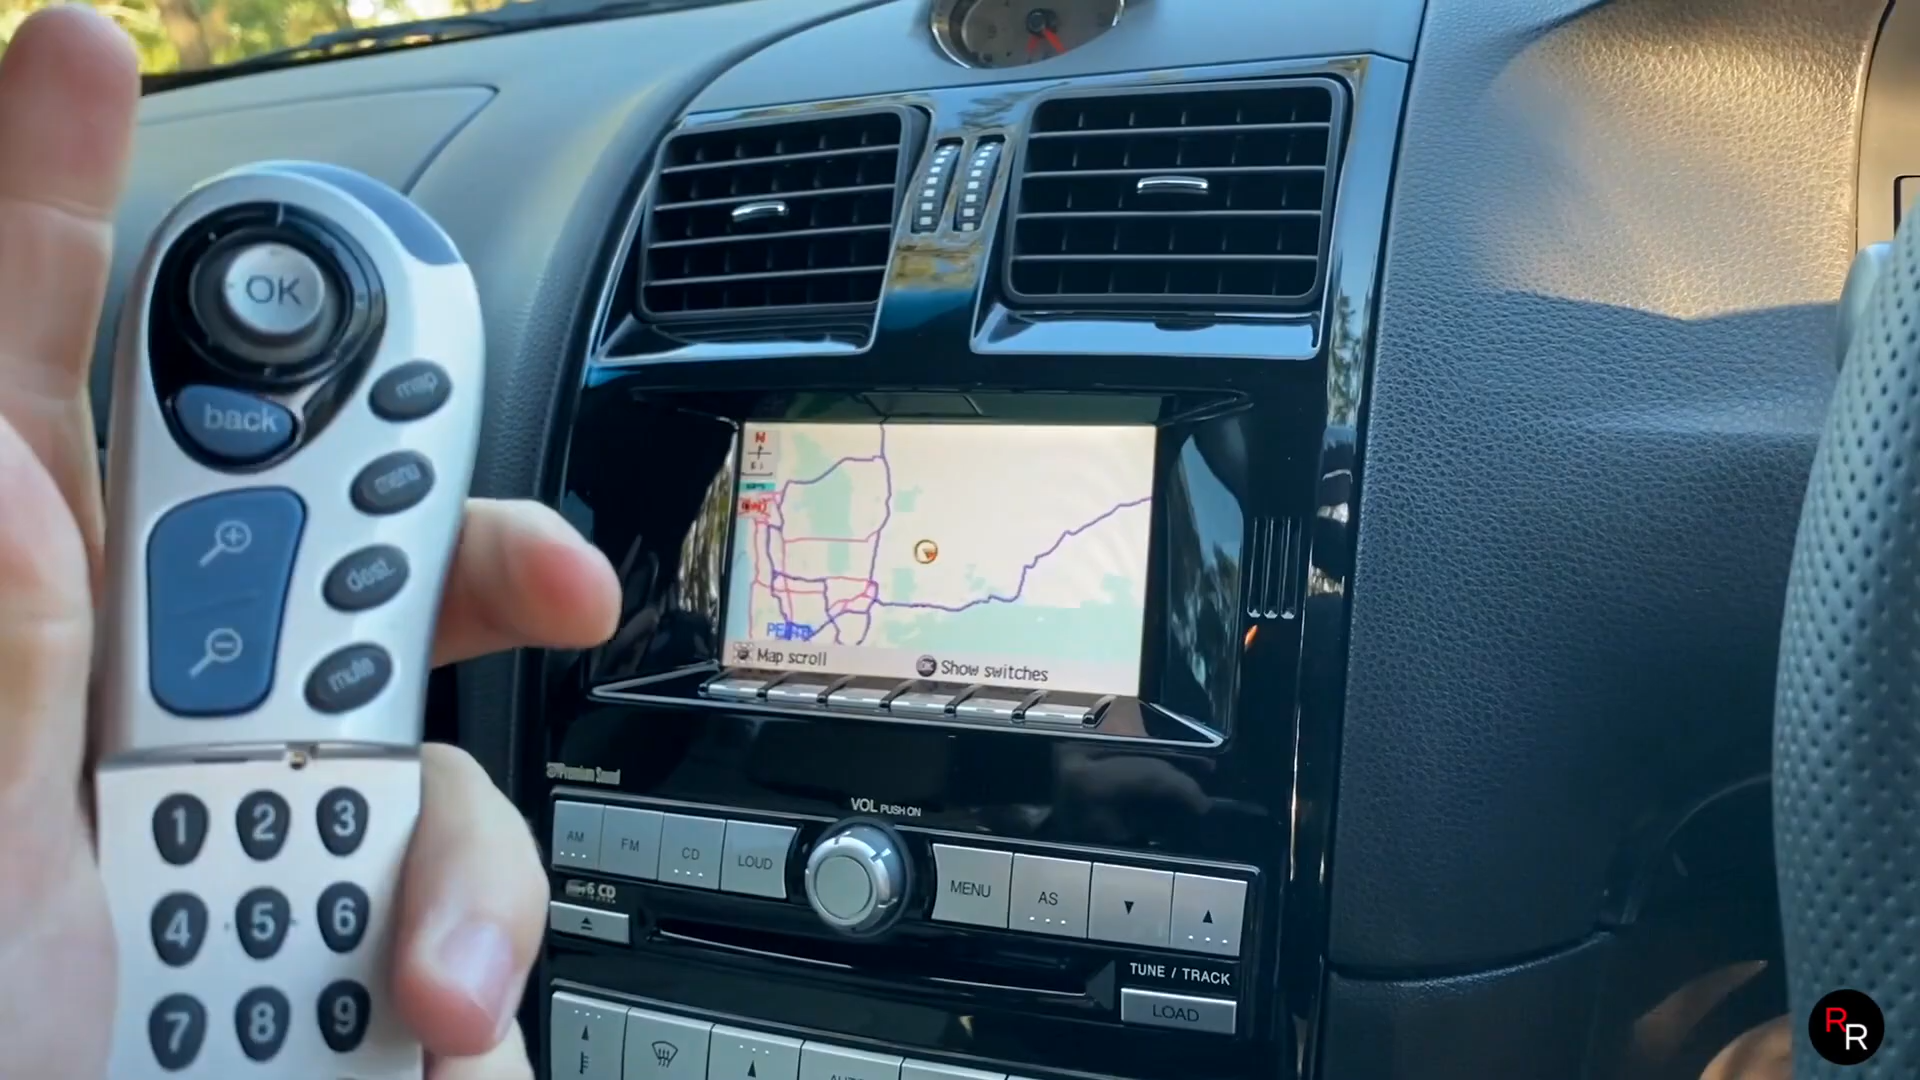 OK
back
map
menu
dest.
mute
1 2 3
4 5 6
7 8 9
N
Map scroll
OK Show switches
Premium Sound
VOL PUSH ON
AM FM CD LOUD
MENU AS
6 CD
TUNE / TRACK
LOAD
RR